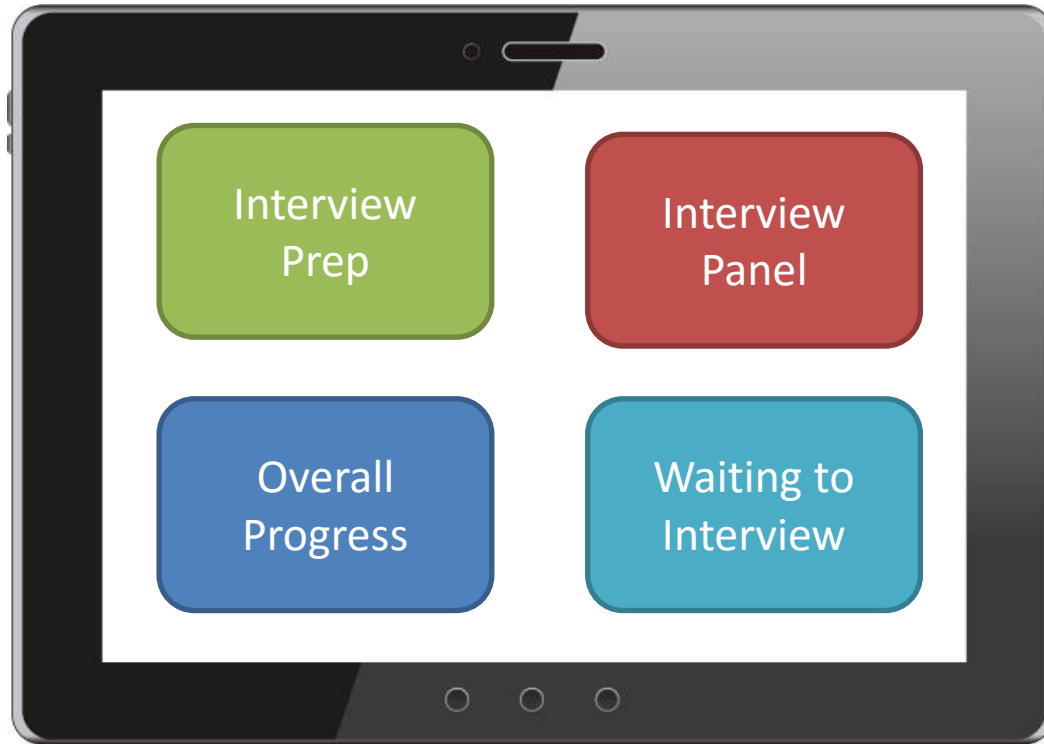 Interview
Prep
Interview
Panel
Overall
Progress
Waiting to
Interview